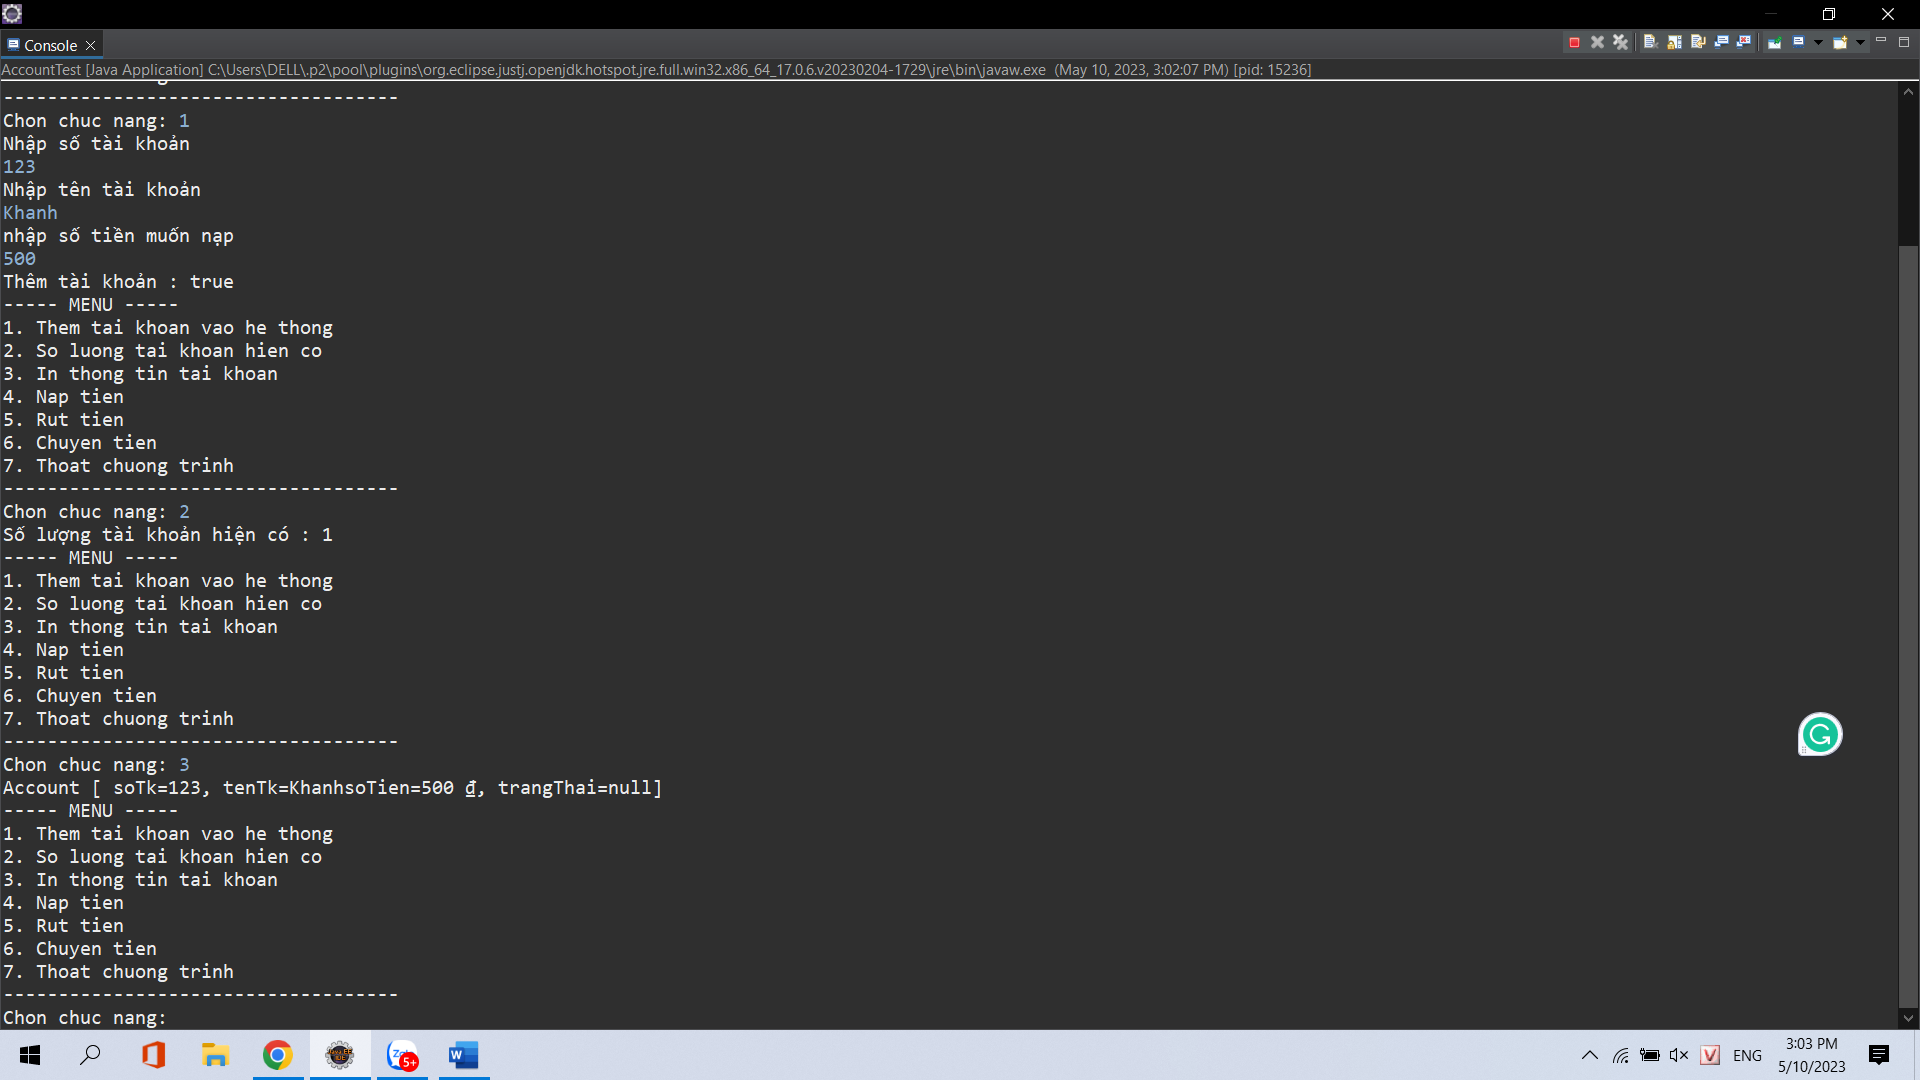 Console
AccountTest [Java Application] C:\Users\DELL\.p2\pool\plugins\org.eclipse.justj.openjdk.hotspot.jre.full.win32.x86_64_17.0.6.v20230204-1729\jre\bin\javaw.exe (May 10, 2023, 3:02:07 PM) [pid: 15236]
------------------------------------
Chon chuc nang: 1
Nhập số tài khoản
123
Nhập tên tài khoản
Khanh
nhập số tiền muốn nạp
500
Thêm tài khoản : true
----- MENU -----
1. Them tai khoan vao he thong
2. So luong tai khoan hien co
3. In thong tin tai khoan
4. Nap tien
5. Rut tien
6. Chuyen tien
7. Thoat chuong trinh
------------------------------------
Chon chuc nang: 2
Số lượng tài khoản hiện có : 1
----- MENU -----
1. Them tai khoan vao he thong
2. So luong tai khoan hien co
3. In thong tin tai khoan
4. Nap tien
5. Rut tien
6. Chuyen tien
7. Thoat chuong trinh
------------------------------------
Chon chuc nang: 3
Account [ soTk=123, tenTk=KhanhsoTien=500 ₫, trangThai=null]
----- MENU -----
1. Them tai khoan vao he thong
2. So luong tai khoan hien co
3. In thong tin tai khoan
4. Nap tien
5. Rut tien
6. Chuyen tien
7. Thoat chuong trinh
------------------------------------
Chon chuc nang:
5+
ENG
3:03 PM
5/10/2023